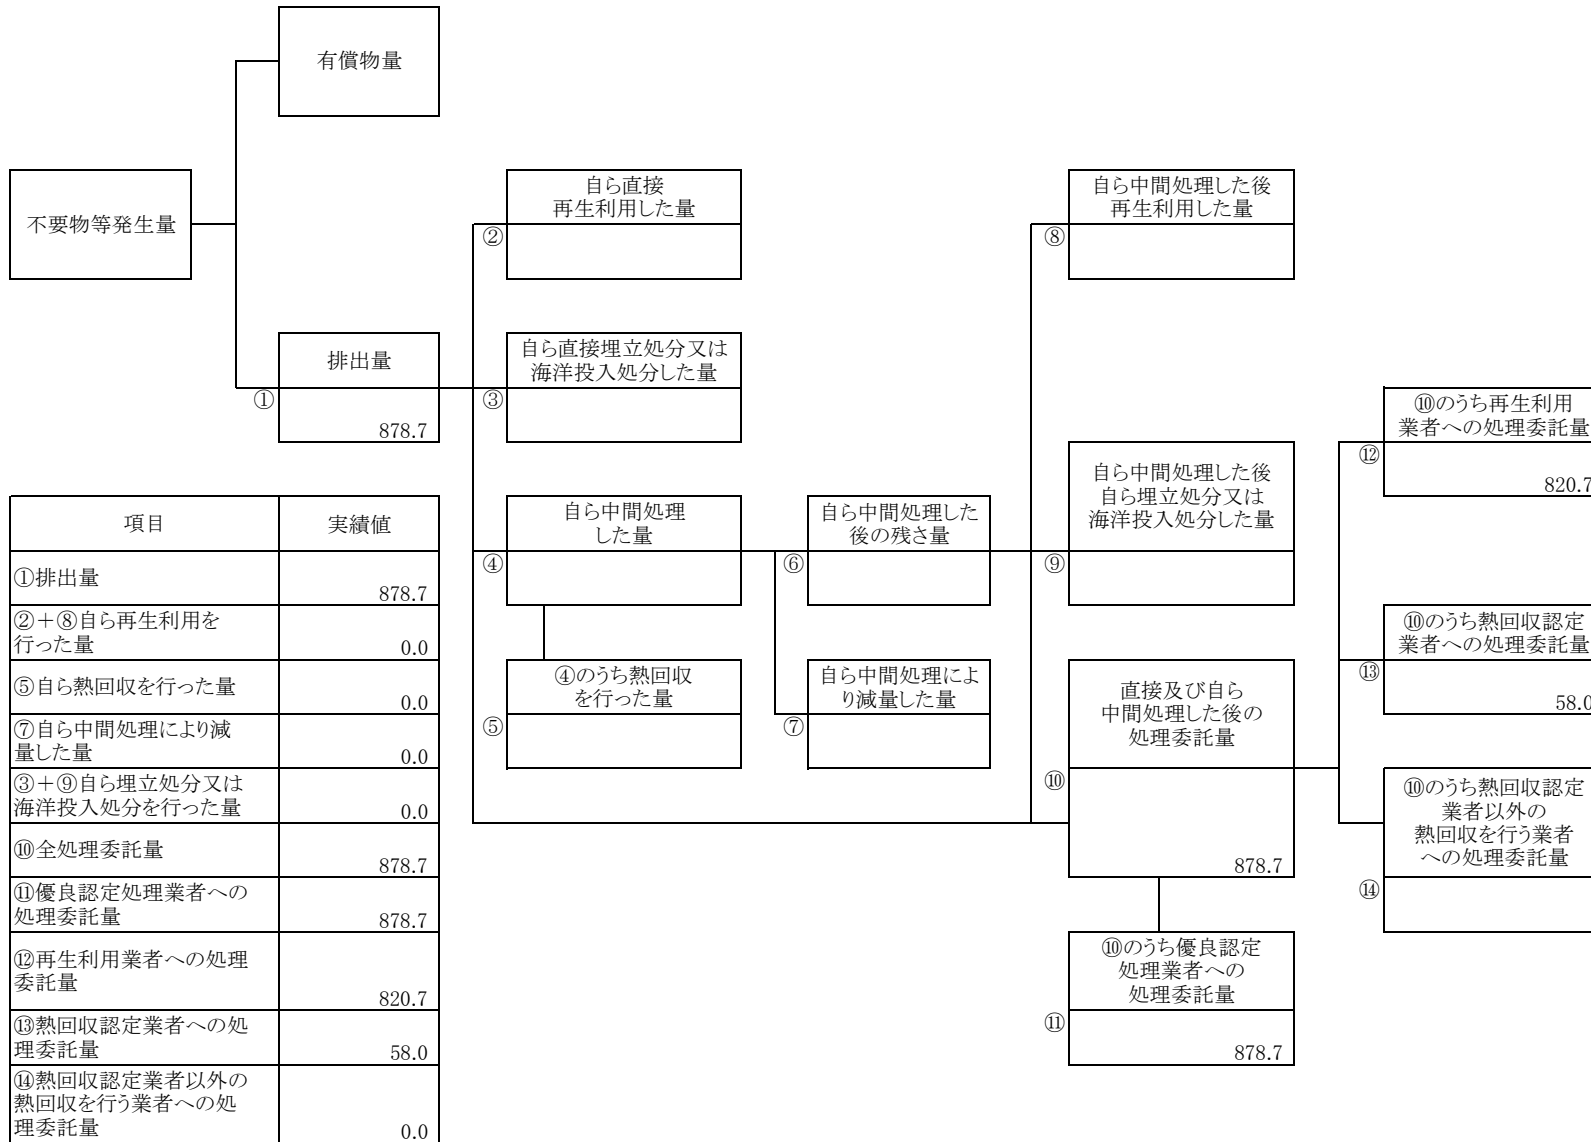 有償物量
不要物等発生量
自ら直接
再生利用した量
②
自ら中間処理した後
再生利用した量
⑧
排出量
①
878.7
自ら直接埋立処分又は
海洋投入処分した量
③
⑩のうち再生利用
業者への処理委託量
⑫
820.7
自ら中間処理
した量
④
自ら中間処理した
後の残さ量
⑥
自ら中間処理した後
自ら埋立処分又は
海洋投入処分した量
⑨
④のうち熱回収
を行った量
⑤
自ら中間処理によ
り減量した量
⑦
直接及び自ら
中間処理した後の
処理委託量
⑩
878.7
⑩のうち熱回収認定
業者への処理委託量
⑬
58.0
⑩のうち熱回収認定
業者以外の
熱回収を行う業者
への処理委託量
⑭
⑩のうち優良認定
処理業者への
処理委託量
⑪
878.7
項目 実績値
①排出量
878.7
②+⑧自ら再生利用を
行った量 0.0
⑤自ら熱回収を行った量
0.0
⑦自ら中間処理により減
量した量 0.0
③+⑨自ら埋立処分又は
海洋投入処分を行った量 0.0
⑩全処理委託量
878.7
⑪優良認定処理業者への
処理委託量 878.7
⑫再生利用業者への処理
委託量
820.7
⑬熱回収認定業者への処
理委託量 58.0
⑭熱回収認定業者以外の
熱回収を行う業者への処
理委託量 0.0